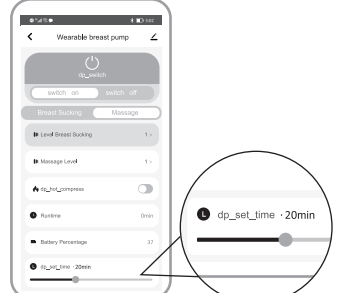 Wearable breast pump
dp_switch
switch on switch off
Breast Sucking Massage
Level Breast Sucking 1 >
Massage Level 1 >
dp_hot_compress
Runtime 0min
Battery Percentage 37
L dp_set_time · 20min
L dp_set_time · 20min